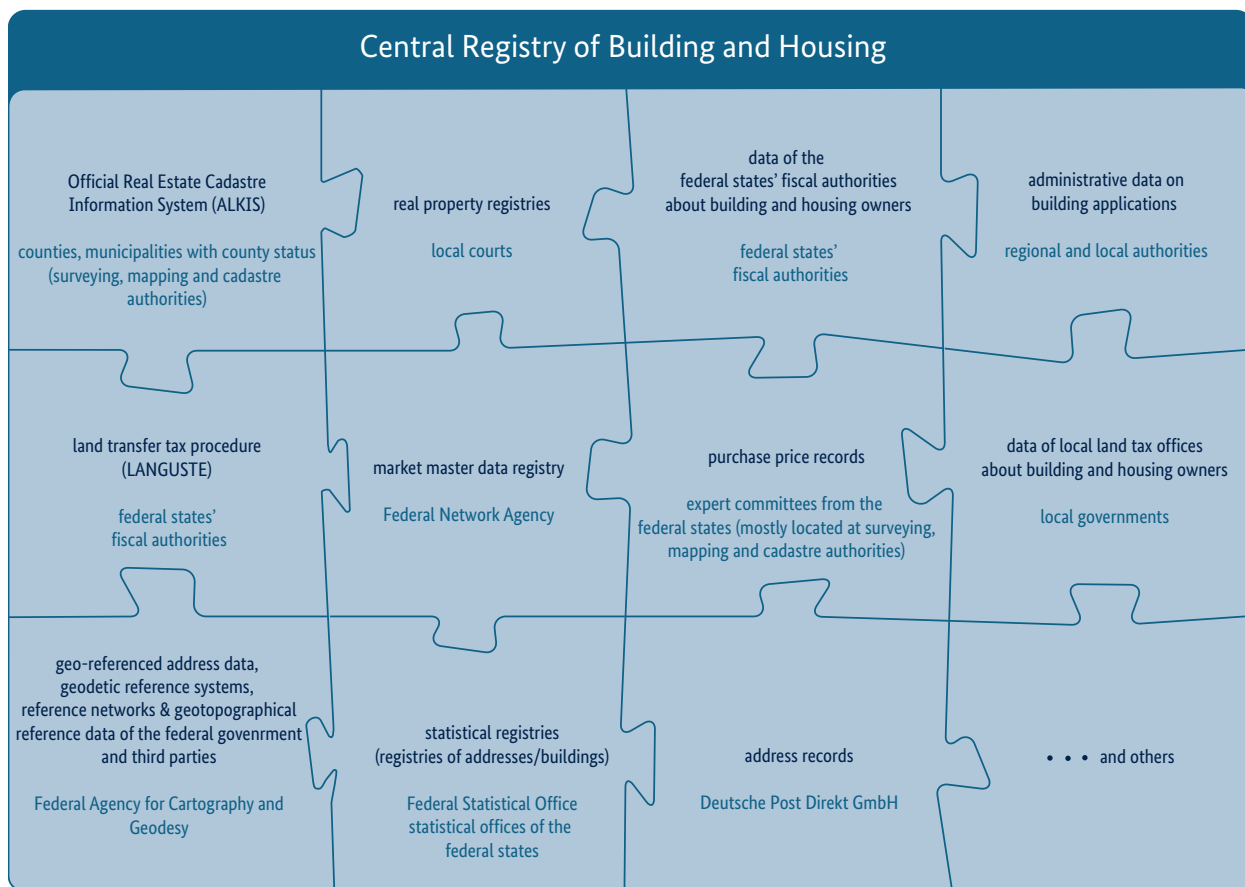 Central Registry of Building and Housing
Official Real Estate Cadastre
Information System (ALKIS)
counties, municipalities with county status
(surveying, mapping and cadastre
authorities)
real property registries
local courts
data of the
federal states’ fiscal authorities
about building and housing owners
federal states’
fiscal authorities
administrative data on
building applications
regional and local authorities
land transfer tax procedure
(LANGUSTE)
federal states’
fiscal authorities
market master data registry
Federal Network Agency
purchase price records
expert committees from the
federal states (mostly located at surveying,
mapping and cadastre authorities)
data of local land tax offices
about building and housing owners
local governments
geo-referenced address data,
geodetic reference systems,
reference networks & geotopographical
reference data of the federal govenrment
and third parties
Federal Agency for Cartography and
Geodesy
statistical registries
(registries of addresses/buildings)
Federal Statistical Office
statistical offices of the
federal states
address records
Deutsche Post Direkt GmbH
• • • and others